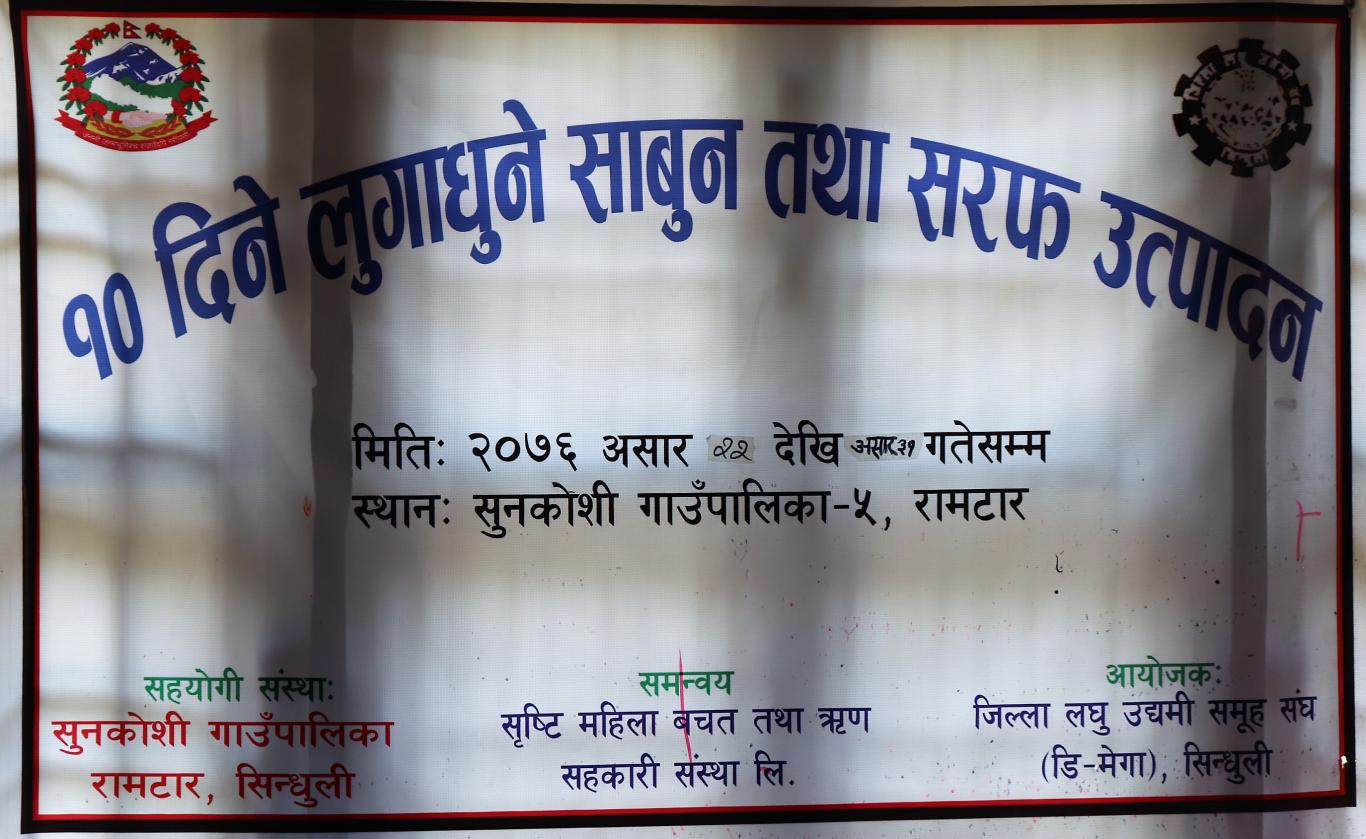 १० दिने लुगाधुने साबुन तथा सरफ उत्पादन
मितिः २०७६ असार २२ देखि असार ३१ गतेसम्म
स्थानः सुनकोशी गाउँपालिका-५, रामटार
सहयोगी संस्थाः
सुनकोशी गाउँपालिका
रामटार, सिन्धुली
समन्वय
सृष्टि महिला बचत तथा ऋण
सहकारी संस्था लि.
आयोजकः
जिल्ला लघु उद्यमी समूह संघ
(डि-मेगा), सिन्धुली